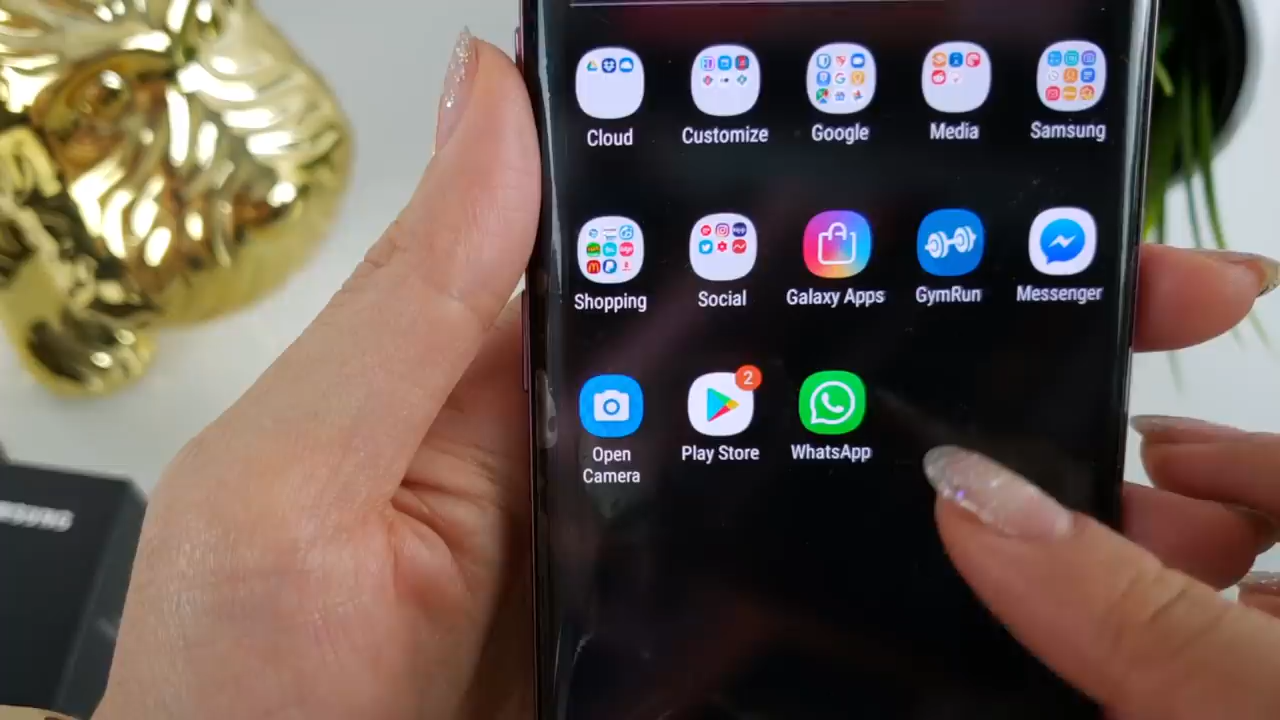 Cloud
Customize
Google
Media
Samsung
Shopping
Social
Galaxy Apps
GymRun
Messenger
Open
Camera
2
Play Store
WhatsApp